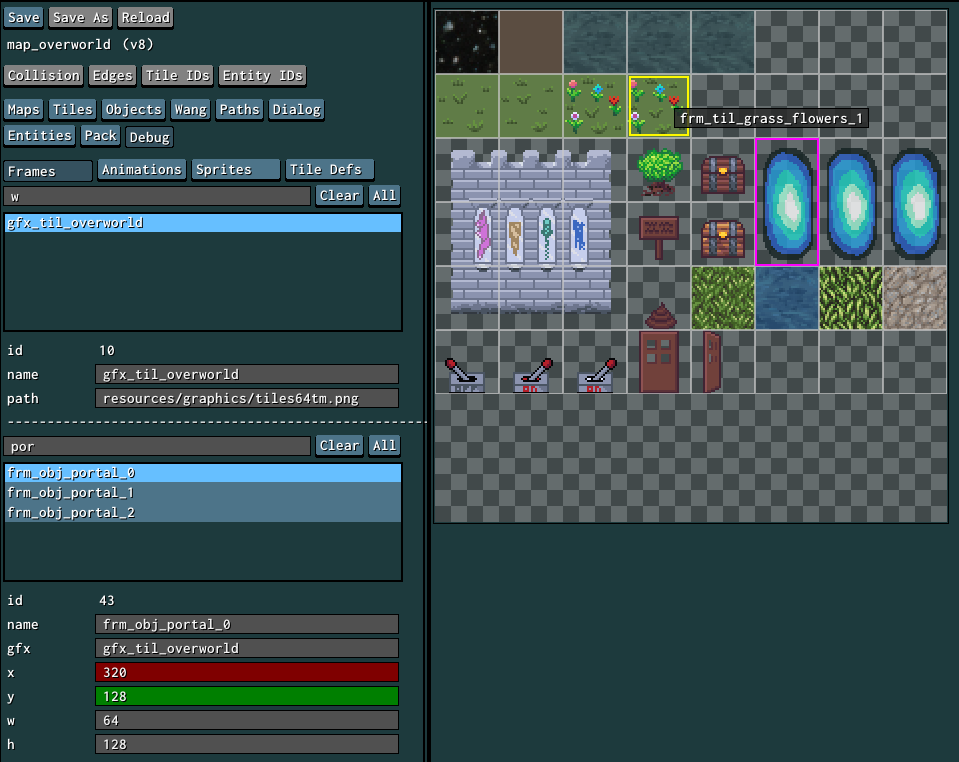 Save Save As Reload
map_overworld (v8)
Collision Edges Tile IDs Entity IDs
Maps Tiles Objects Wang Paths Dialog
Entities Pack Debug
Frames Animations Sprites Tile Defs
w Clear All
gfx_til_overworld
id 10
name gfx_til_overworld
path resources/graphics/tiles64tm.png
por Clear All
frm_obj_portal_0
frm_obj_portal_1
frm_obj_portal_2
id 43
name frm_obj_portal_0
gfx gfx_til_overworld
x 320
y 128
w 64
h 128
frm_til_grass_flowers_1